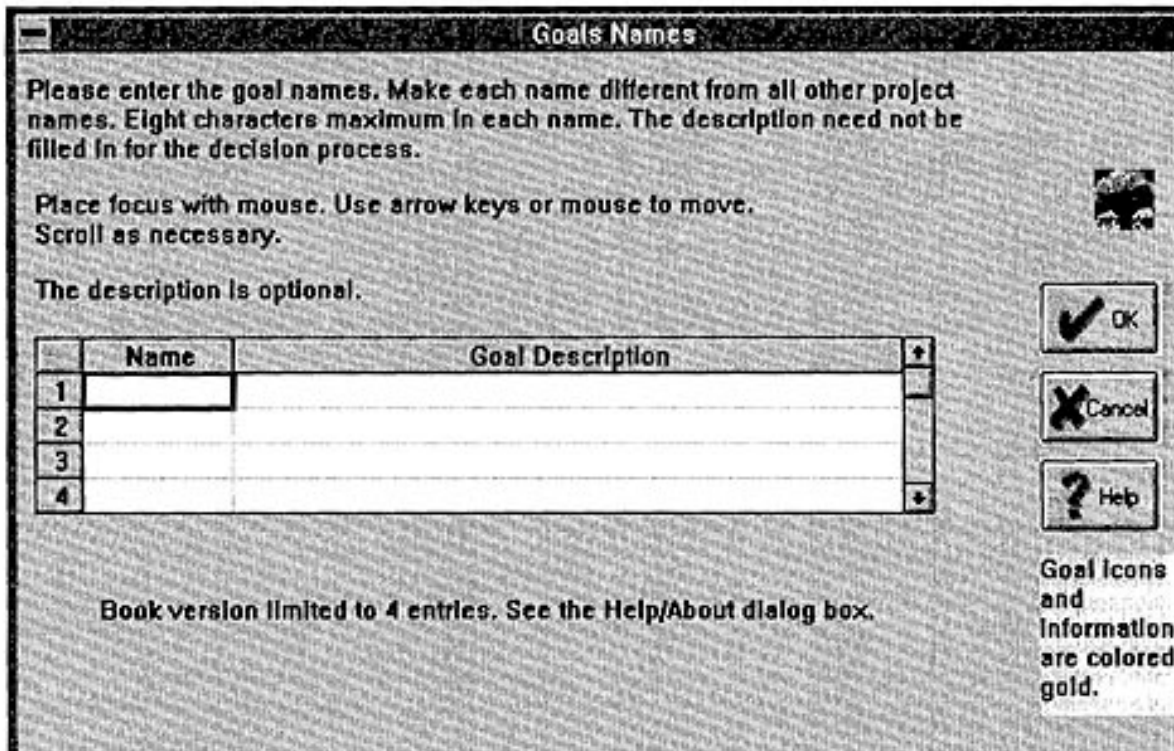 Goals Names
Please enter the goal names. Make each name different from all other project
names. Eight characters maximum in each name. The description need not be
filled in for the decision process.
Place focus with mouse. Use arrow keys or mouse to move.
Scroll as necessary.
The description is optional.
Name Goal Description
1
2
3
4
OK
Cancel
Help
Book version limited to 4 entries. See the Help/About dialog box.
Goal Icons
and
Information
are colored
gold.